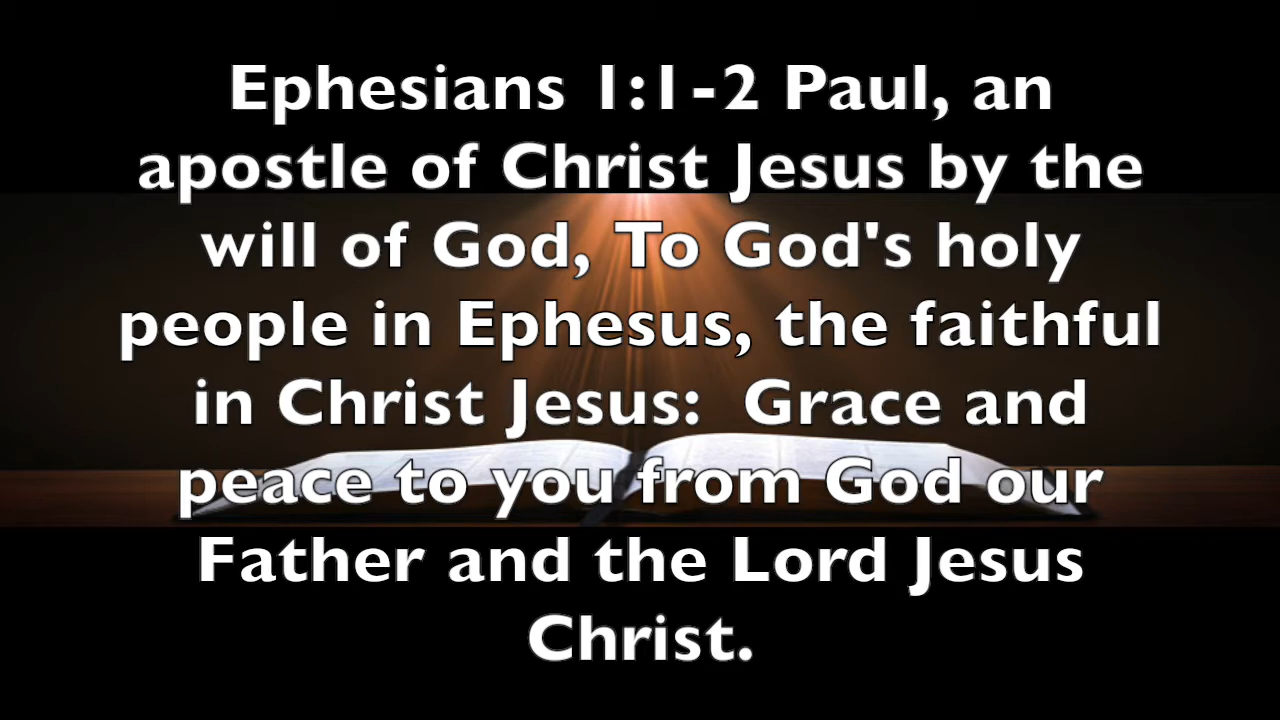 Ephesians 1:1-2 Paul, an
apostle of Christ Jesus by the
will of God, To God's holy
people in Ephesus, the faithful
in Christ Jesus:  Grace and
peace to you from God our
Father and the Lord Jesus
Christ.